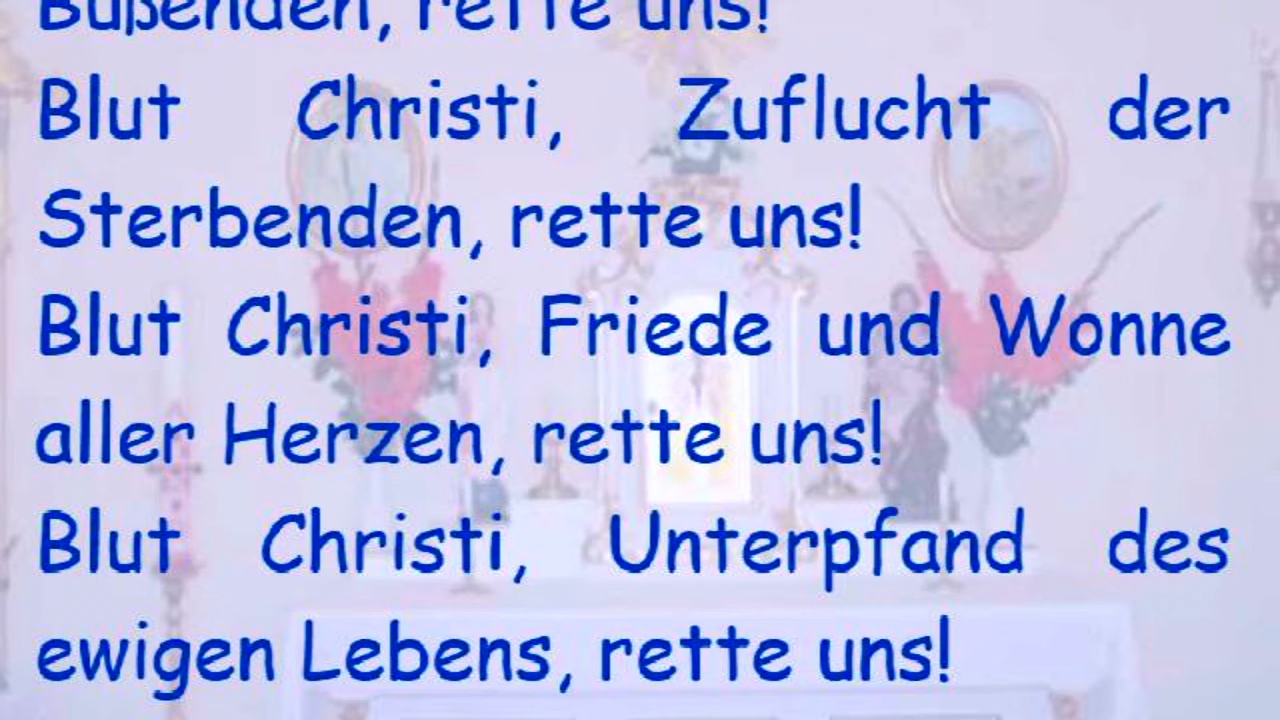 Büßenden, rette uns!
Blut Christi, Zuflucht der
Sterbenden, rette uns!
Blut Christi, Friede und Wonne
aller Herzen, rette uns!
Blut Christi, Unterpfand des
ewigen Lebens, rette uns!